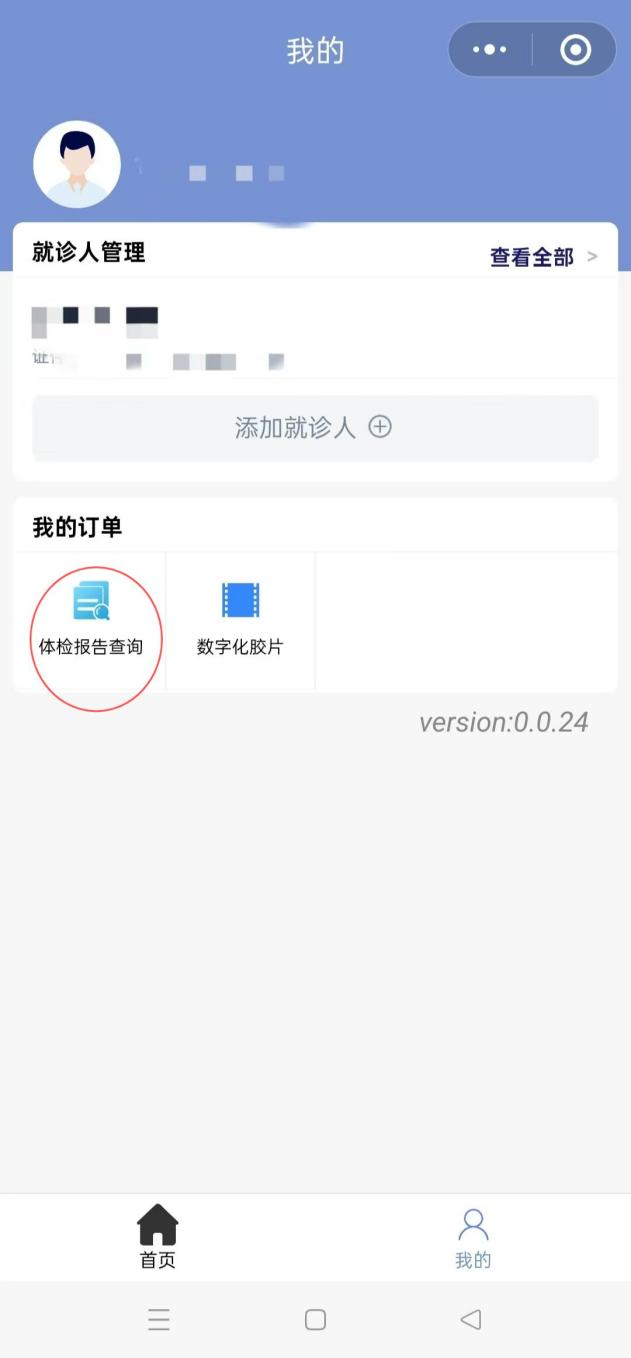 我的
就诊人管理
查看全部 >
添加就诊人
我的订单
体检报告查询
数字化胶片
version:0.0.24
首页
我的